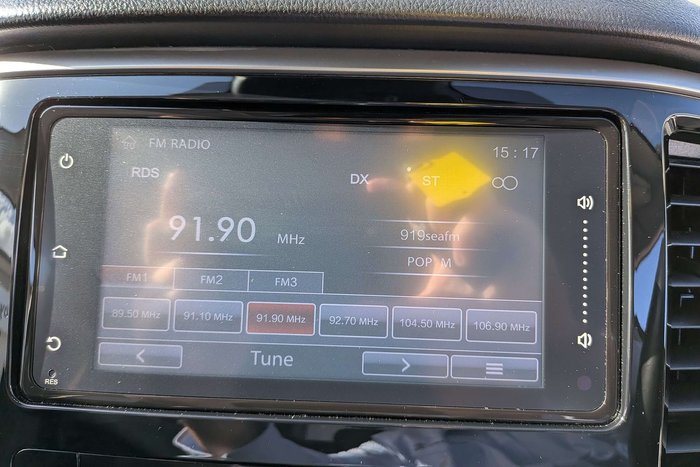 FM RADIO
15 : 17
RDS
DX
ST
91.90 MHz
919seafm
POP M
FM1
FM2
FM3
89.50 MHz
91.10 MHz
91.90 MHz
92.70 MHz
104.50 MHz
106.90 MHz
Tune
RES